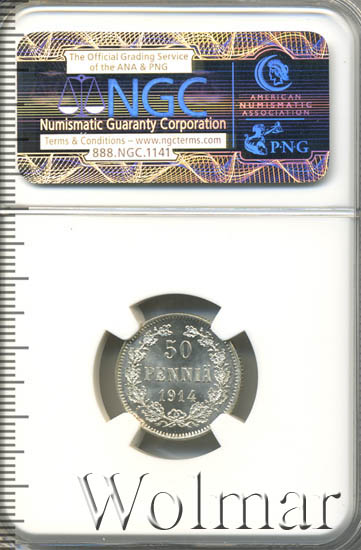 The Official Grading Service
of the ANA & PNG
NGC
Numismatic Guaranty Corporation
Terms & Conditions – www.ngcterms.com
888.NGC.1141
AMERICAN
NUMISMATIC
ASSOCIATION
PNG
50
PENNIÄ
1914
Wolmar